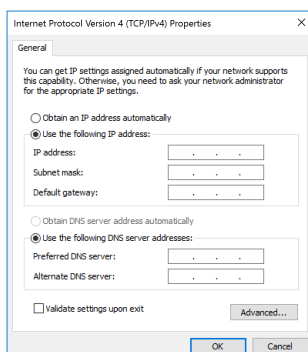 Internet Protocol Version 4 (TCP/IPv4) Properties
General
You can get IP settings assigned automatically if your network supports
this capability. Otherwise, you need to ask your network administrator
for the appropriate IP settings.
Obtain an IP address automatically
Use the following IP address:
IP address:
Subnet mask:
Default gateway:
Obtain DNS server address automatically
Use the following DNS server addresses:
Preferred DNS server:
Alternate DNS server:
Validate settings upon exit
Advanced...
OK Cancel